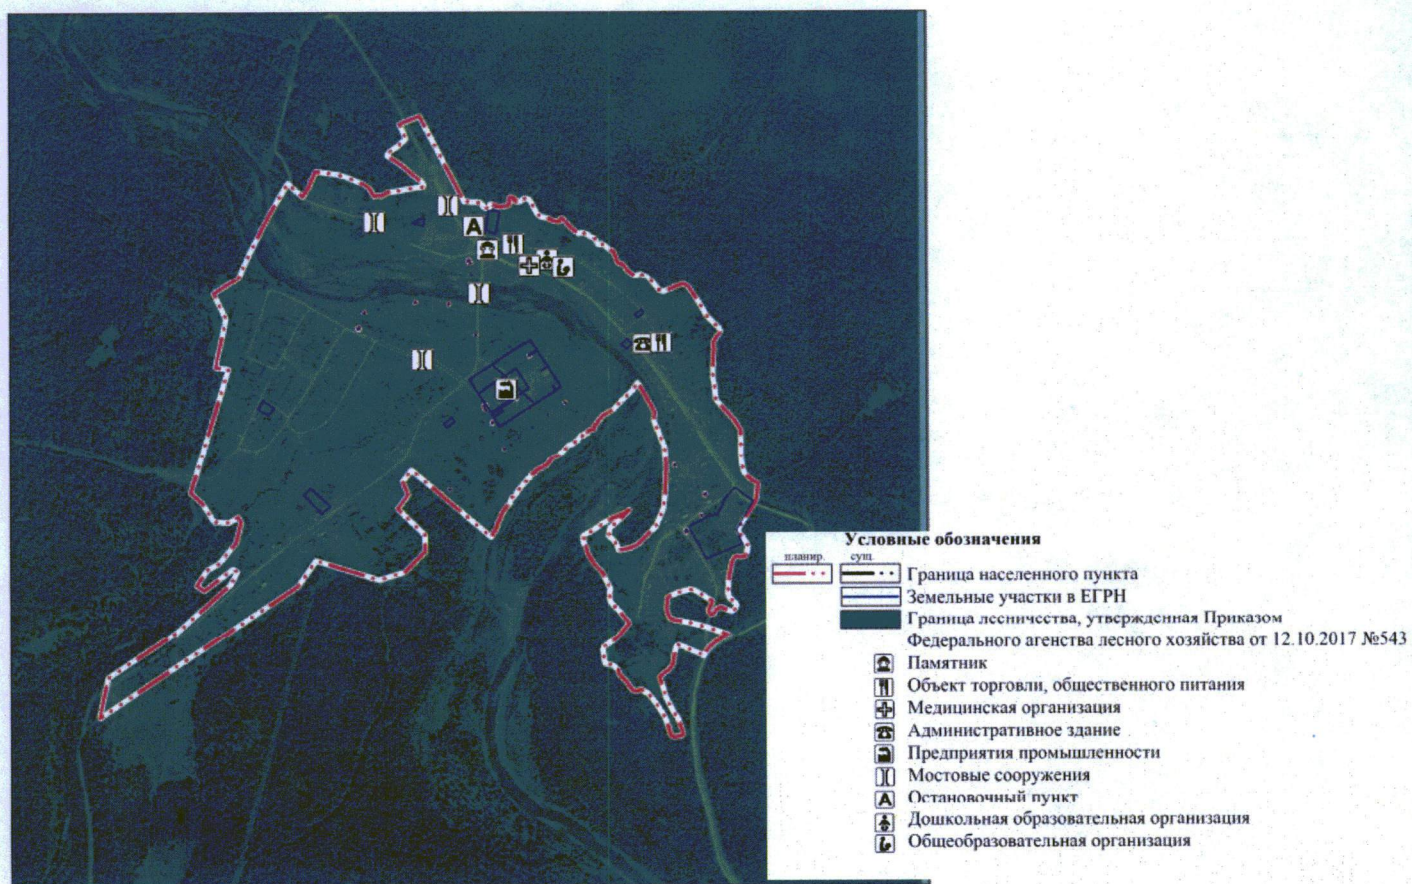 А
Условные обозначения
планир. сущ.
Граница населенного пункта
Земельные участки в ЕГРН
Граница лесничества, утвержденная Приказом
Федерального агенства лесного хозяйства от 12.10.2017 №543
Памятник
Объект торговли, общественного питания
Медицинская организация
Административное здание
Предприятия промышленности
Мостовые сооружения
А Остановочный пункт
Дошкольная образовательная организация
Общеобразовательная организация